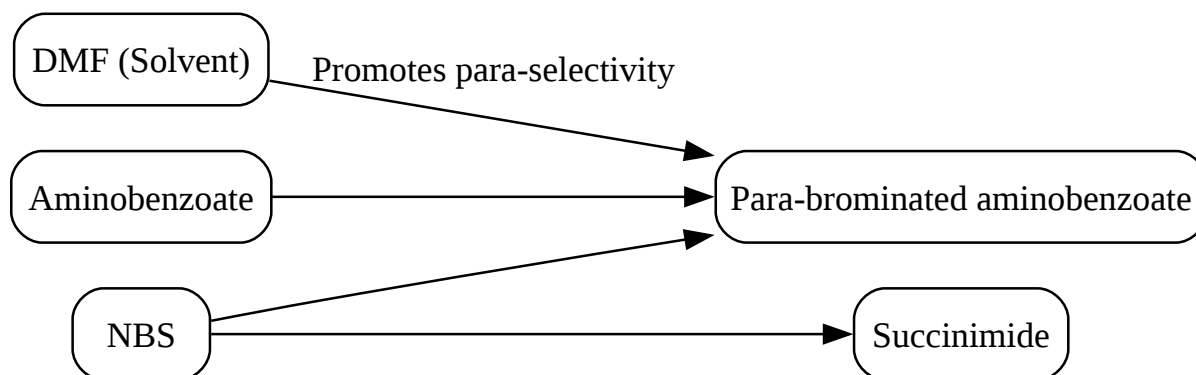 DMF (Solvent)
Promotes para-selectivity
Aminobenzoate
Para-brominated aminobenzoate
NBS
Succinimide